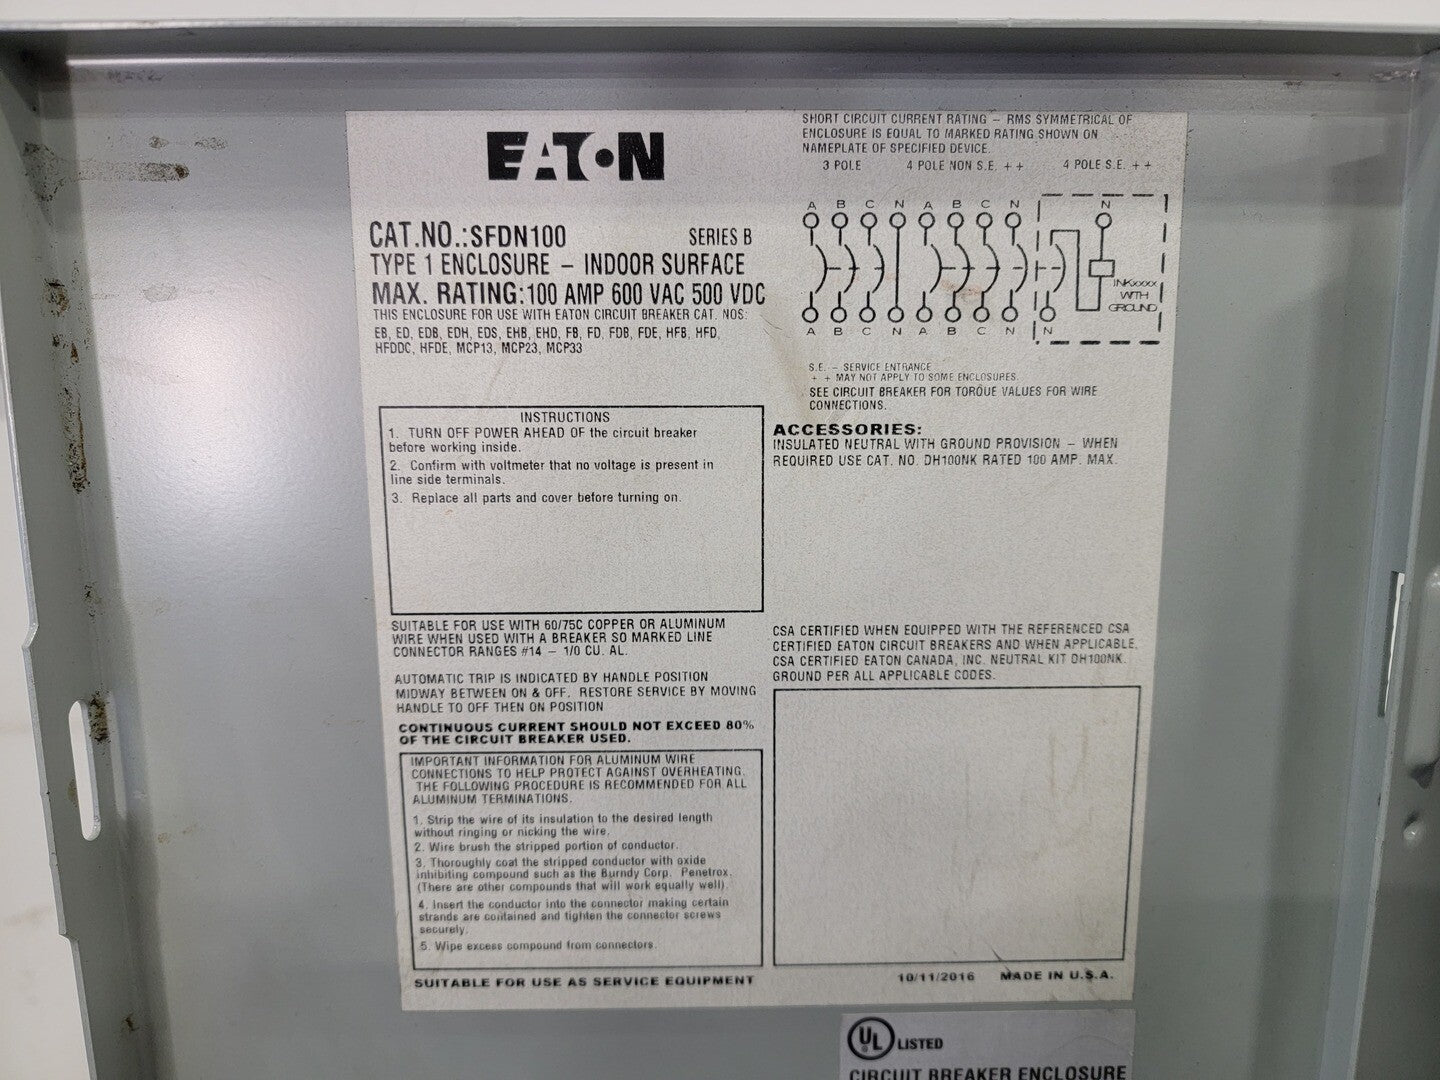 EATON
CAT.NO.:SFDN100 SERIES B
TYPE 1 ENCLOSURE – INDOOR SURFACE
MAX. RATING:100 AMP 600 VAC 500 VDC
THIS ENCLOSURE FOR USE WITH EATON CIRCUIT BREAKER CAT. NOS:
EB, ED, EDB, EDH, EDS, EHB, EHD, FB, FD, FDB, FDE, HFB, HFD,
HFDDC, HFDE, MCP13, MCP23, MCP33
INSTRUCTIONS
1. TURN OFF POWER AHEAD OF the circuit breaker
before working inside.
2. Confirm with voltmeter that no voltage is present in
line side terminals.
3. Replace all parts and cover before turning on.
SUITABLE FOR USE WITH 60/75C COPPER OR ALUMINUM
WIRE WHEN USED WITH A BREAKER SO MARKED LINE
CONNECTOR RANGES #14 – 1/0 CU. AL.
AUTOMATIC TRIP IS INDICATED BY HANDLE POSITION
MIDWAY BETWEEN ON & OFF. RESTORE SERVICE BY MOVING
HANDLE TO OFF THEN ON POSITION
CONTINUOUS CURRENT SHOULD NOT EXCEED 80%
OF THE CIRCUIT BREAKER USED.
IMPORTANT INFORMATION FOR ALUMINUM WIRE
CONNECTIONS TO HELP PROTECT AGAINST OVERHEATING.
THE FOLLOWING PROCEDURE IS RECOMMENDED FOR ALL
ALUMINUM TERMINATIONS.
1. Strip the wire of its insulation to the desired length
without ringing or nicking the wire.
2. Wire brush the stripped portion of conductor.
3. Thoroughly coat the stripped conductor with oxide
inhibiting compound such as the Burndy Corp. Penetrox.
(There are other compounds that will work equally well).
4. Insert the conductor into the connector making certain
strands are contained and tighten the connector screws
securely.
5. Wipe excess compound from connectors.
SUITABLE FOR USE AS SERVICE EQUIPMENT
SHORT CIRCUIT CURRENT RATING – RMS SYMMETRICAL OF
ENCLOSURE IS EQUAL TO MARKED RATING SHOWN ON
NAMEPLATE OF SPECIFIED DEVICE.
3 POLE 4 POLE NON S.E. ++ 4 POLE S.E. ++
A B C N A B C N N
INKxxxx
WITH
GROUND
A B C N A B C N N
S.E. – SERVICE ENTRANCE
+ + MAY NOT APPLY TO SOME ENCLOSURES.
SEE CIRCUIT BREAKER FOR TORQUE VALUES FOR WIRE
CONNECTIONS.
ACCESSORIES:
INSULATED NEUTRAL WITH GROUND PROVISION – WHEN
REQUIRED USE CAT. NO. DH100NK RATED 100 AMP. MAX.
CSA CERTIFIED WHEN EQUIPPED WITH THE REFERENCED CSA
CERTIFIED EATON CIRCUIT BREAKERS AND WHEN APPLICABLE,
CSA CERTIFIED EATON CANADA, INC. NEUTRAL KIT DH100NK.
GROUND PER ALL APPLICABLE CODES.
10/11/2016 MADE IN U.S.A.
UL LISTED
CIRCUIT BREAKER ENCLOSURE